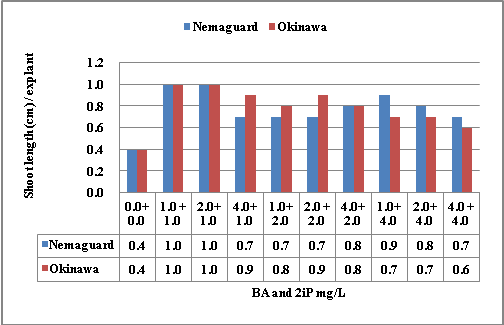 Nemaguard Okinawa
Shoot length(cm)/ explant
1.2
1.0
0.8
0.6
0.4
0.2
0.0
0.0+ 1.0+ 2.0+ 4.0+ 1.0+ 2.0+ 4.0+ 1.0+ 2.0+ 4.0+
0.0 1.0 1.0 1.0 2.0 2.0 2.0 4.0 4.0 4.0
Nemaguard 0.4 1.0 1.0 0.7 0.7 0.7 0.8 0.9 0.8 0.7
Okinawa 0.4 1.0 1.0 0.9 0.8 0.9 0.8 0.7 0.7 0.6
BA and 2iP mg/L